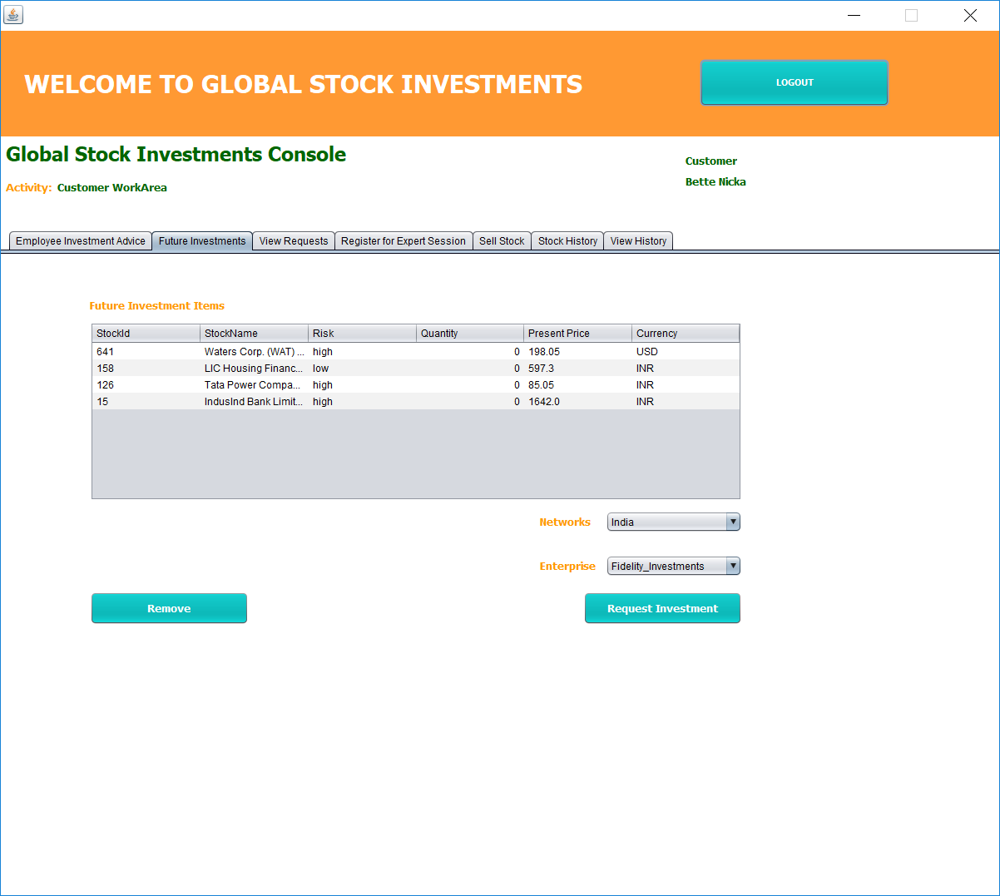 WELCOME TO GLOBAL STOCK INVESTMENTS
LOGOUT
Global Stock Investments Console
Customer
Activity: Customer WorkArea
Bette Nicka
Employee Investment Advice Future Investments View Requests Register for Expert Session Sell Stock Stock History View History
Future Investment Items
StockId StockName Risk Quantity Present Price Currency
641 Waters Corp. (WAT) ... high 0 198.05 USD
158 LIC Housing Financ... low 0 597.3 INR
126 Tata Power Compa... high 0 85.05 INR
15 IndusInd Bank Limit... high 0 1642.0 INR
Networks India
Enterprise Fidelity_Investments
Remove Request Investment